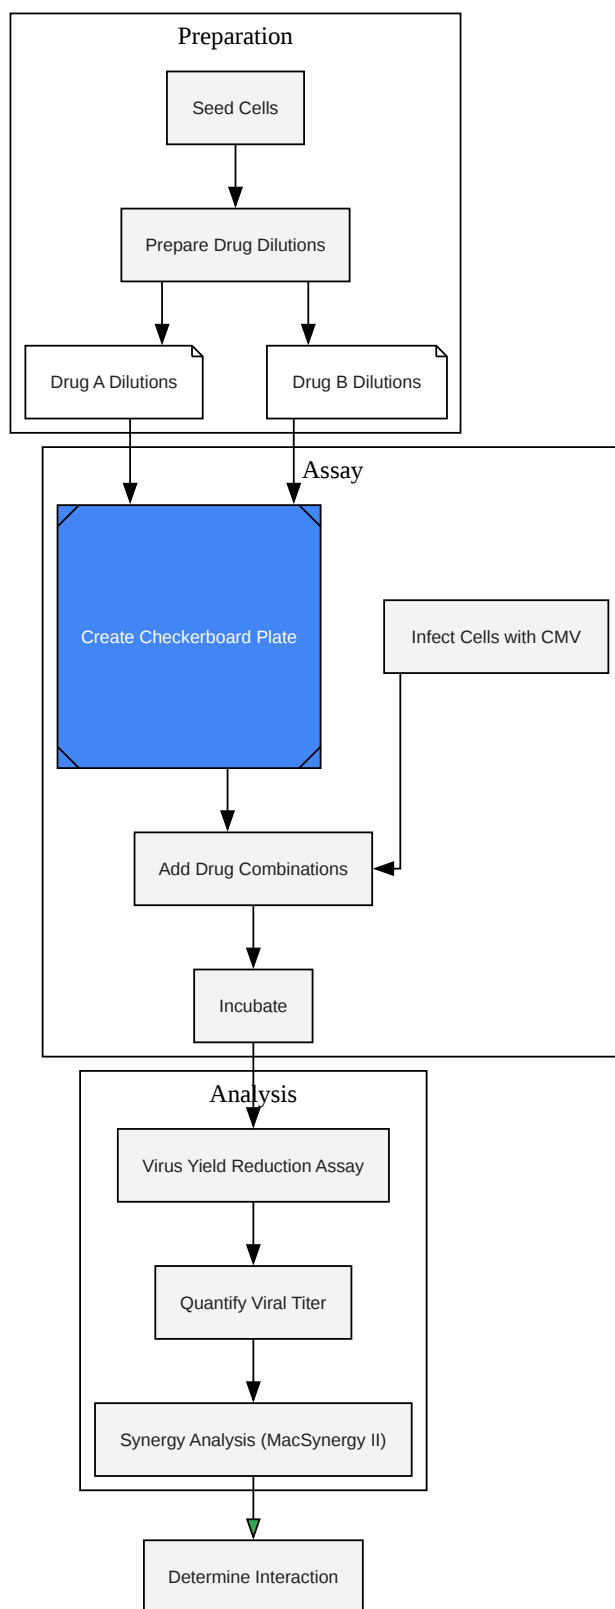 Preparation
Seed Cells
Prepare Drug Dilutions
Drug A Dilutions
Drug B Dilutions
Assay
Create Checkerboard Plate
Infect Cells with CMV
Add Drug Combinations
Incubate
Analysis
Virus Yield Reduction Assay
Quantify Viral Titer
Synergy Analysis (MacSynergy II)
Determine Interaction